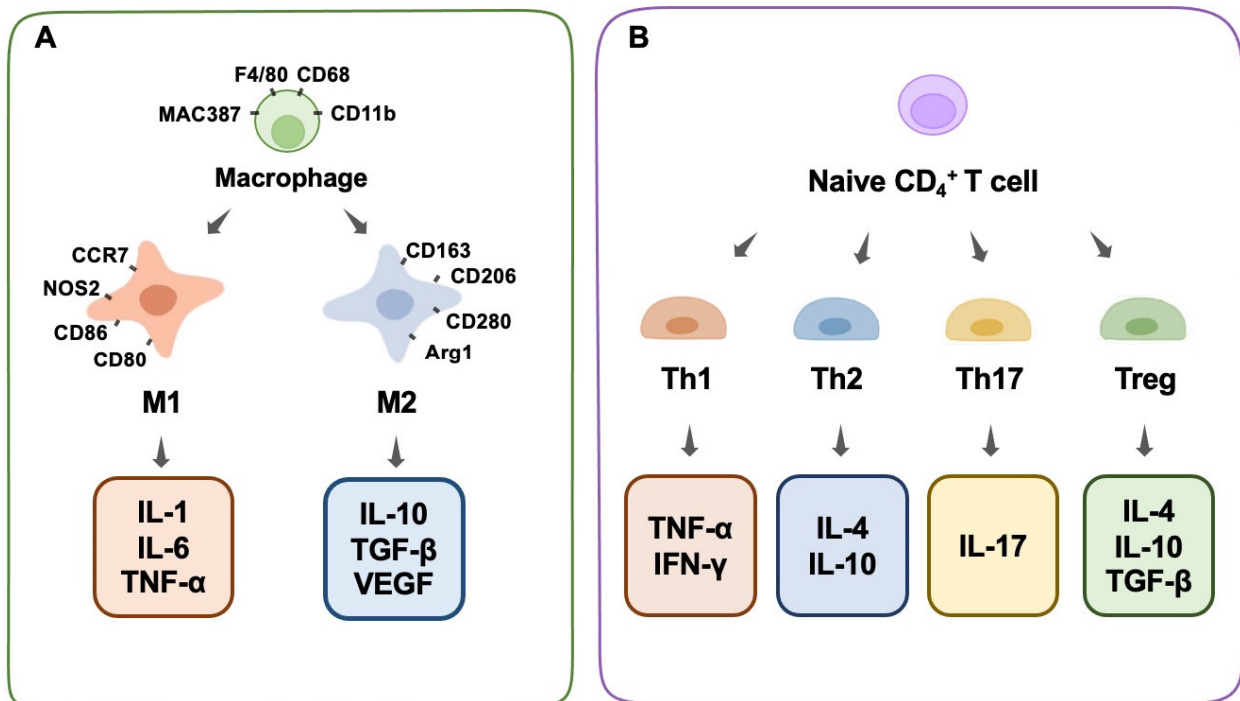 A
F4/80 CD68
MAC387
CD11b
Macrophage
CCR7
NOS2
CD86
CD80
CD163
CD206
CD280
Arg1
M1
M2
IL-1
IL-6
TNF-α
IL-10
TGF-β
VEGF
B
Naive CD₄⁺ T cell
Th1
Th2
Th17
Treg
TNF-α
IFN-γ
IL-4
IL-10
IL-17
IL-4
IL-10
TGF-β